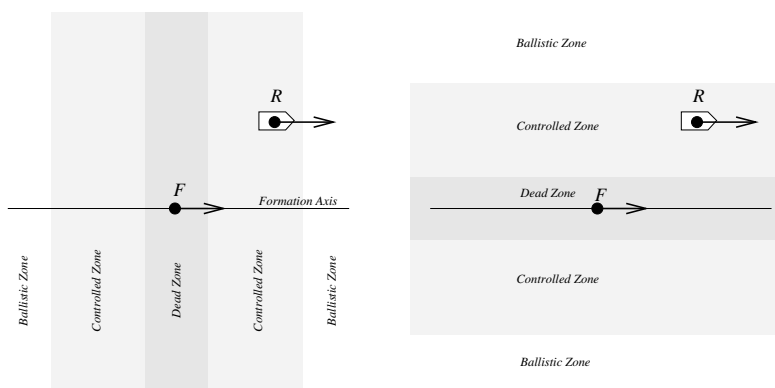 R
F
Formation Axis
Ballistic Zone
Controlled Zone
Dead Zone
Controlled Zone
Ballistic Zone
Ballistic Zone
R
Controlled Zone
Dead Zone
F
Controlled Zone
Ballistic Zone